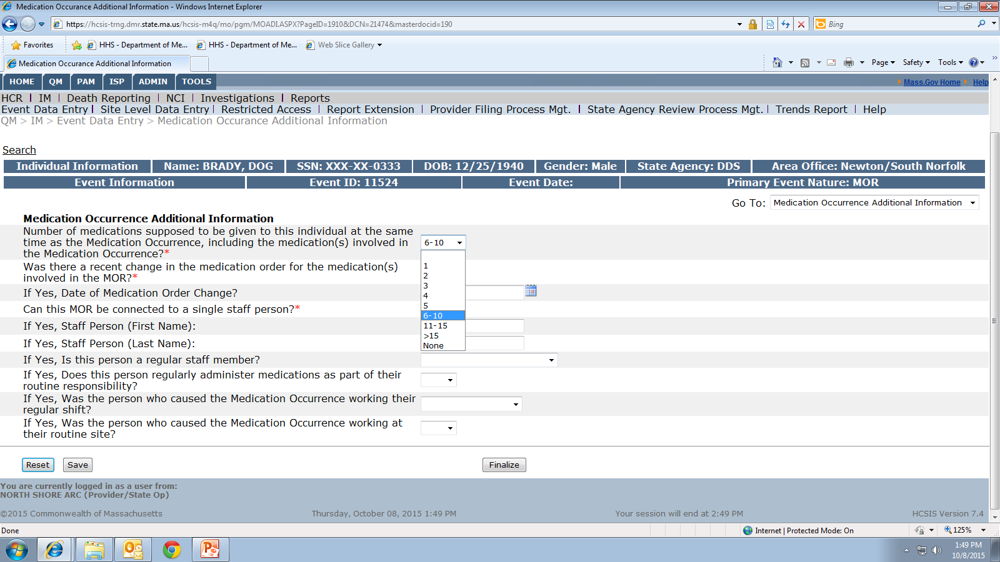 Medication Occurance Additional Information - Windows Internet Explorer
https://hcsis-trng.dmr.state.ma.us/hcsis-m4q/mo/pgm/MOADI.ASPX?PageID=1910&DCN=21474&masterdocid=190
Bing
Favorites
HHS - Department of Me...
HHS - Department of Me...
Web Slice Gallery
Medication Occurance Additional Information
Page
Safety
Tools
HOME QM PAM ISP ADMIN TOOLS
Mass.Gov Home
Help
HCR | IM | Death Reporting | NCI | Investigations | Reports
Event Data Entry | Site Level Data Entry | Restricted Access | Report Extension | Provider Filing Process Mgt. | State Agency Review Process Mgt. | Trends Report | Help
QM > IM > Event Data Entry > Medication Occurance Additional Information
Search
Individual Information Name: BRADY, DOG SSN: XXX-XX-0333 DOB: 12/25/1940 Gender: Male State Agency: DDS Area Office: Newton/South Norfolk
Event Information Event ID: 11524 Event Date: Primary Event Nature: MOR
Go To: Medication Occurrence Additional Information
Medication Occurrence Additional Information
Number of medications supposed to be given to this individual at the same
time as the Medication Occurrence, including the medication(s) involved in
the Medication Occurrence?*
6-10
1
2
3
4
5
6-10
11-15
>15
None
Was there a recent change in the medication order for the medication(s)
involved in the MOR?*
If Yes, Date of Medication Order Change?
Can this MOR be connected to a single staff person?*
If Yes, Staff Person (First Name):
If Yes, Staff Person (Last Name):
If Yes, Is this person a regular staff member?
If Yes, Does this person regularly administer medications as part of their
routine responsibility?
If Yes, Was the person who caused the Medication Occurrence working their
regular shift?
If Yes, Was the person who caused the Medication Occurrence working at
their routine site?
Reset Save Finalize
You are currently logged in as a user from:
NORTH SHORE ARC (Provider/State Op)
©2015 Commonwealth of Massachusetts Thursday, October 08, 2015 1:49 PM Your session will end at 2:49 PM HCSIS Version 7.4
Done
Internet | Protected Mode: On
125%
1:49 PM
10/8/2015